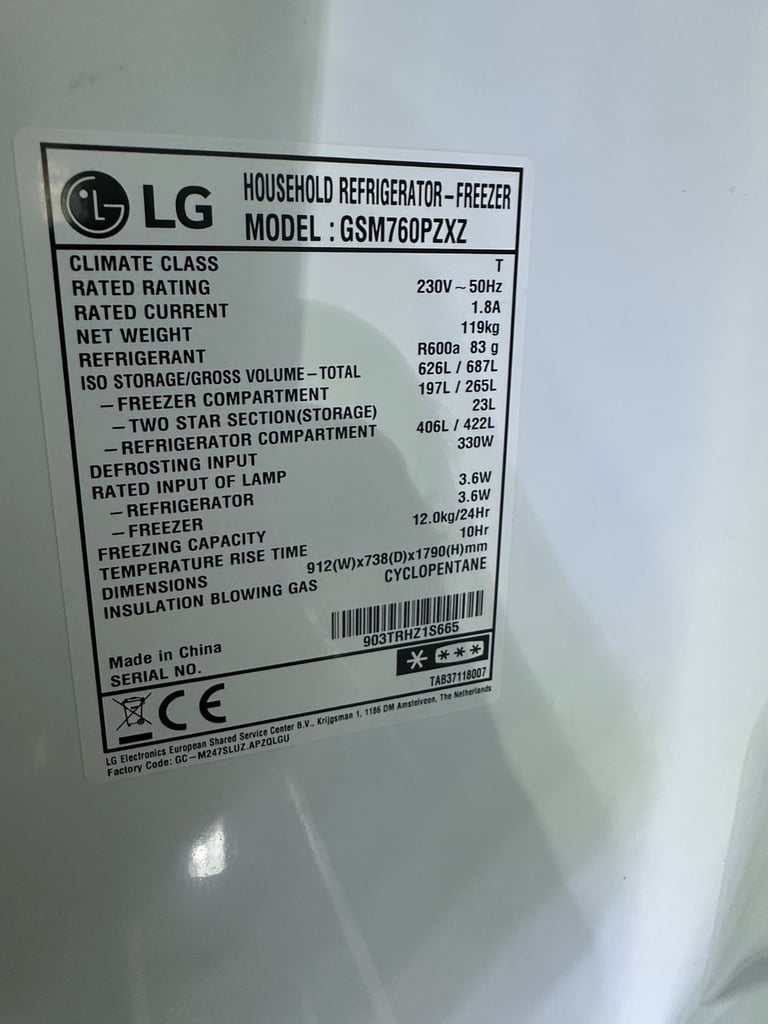 LG HOUSEHOLD REFRIGERATOR-FREEZER
MODEL : GSM760PZXZ
CLIMATE CLASS T
RATED RATING 230V ~ 50Hz
RATED CURRENT 1.8A
NET WEIGHT 119kg
REFRIGERANT R600a 83 g
ISO STORAGE/GROSS VOLUME-TOTAL 626L / 687L
-FREEZER COMPARTMENT 197L / 265L
-TWO STAR SECTION(STORAGE) 23L
-REFRIGERATOR COMPARTMENT 406L / 422L
DEFROSTING INPUT 330W
RATED INPUT OF LAMP
-REFRIGERATOR 3.6W
-FREEZER 3.6W
FREEZING CAPACITY 12.0kg/24Hr
TEMPERATURE RISE TIME 10Hr
DIMENSIONS 912(W)x738(D)x1790(H)mm
INSULATION BLOWING GAS CYCLOPENTANE
903TRHZ1S665
Made in China
SERIAL NO.
TAB37118007
CE
LG Electronics European Shared Service Center B.V., Krijgsman 1, 1186 DM Amstelveen, The Netherlands
Factory Code: GC-M247SLUZ.APZQLGU